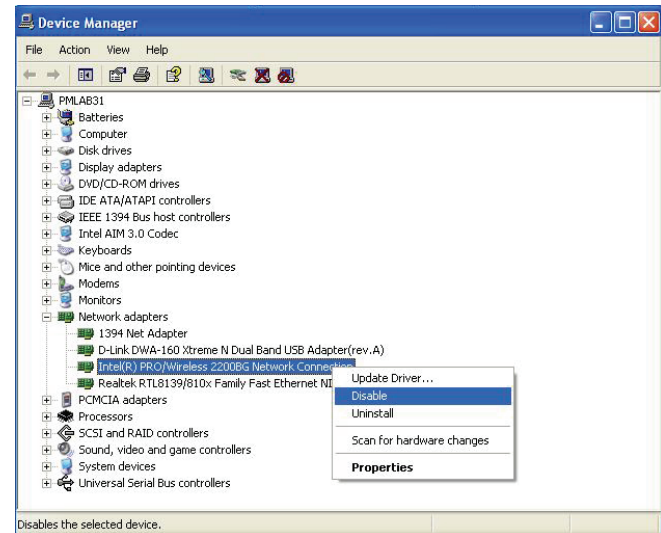 Device Manager
File Action View Help
PMLAB31
Batteries
Computer
Disk drives
Display adapters
DVD/CD-ROM drives
IDE ATA/ATAPI controllers
IEEE 1394 Bus host controllers
Intel AIM 3.0 Codec
Keyboards
Mice and other pointing devices
Modems
Monitors
Network adapters
1394 Net Adapter
D-Link DWA-160 Xtreme N Dual Band USB Adapter(rev.A)
Intel(R) PRO/Wireless 2200BG Network Connection
Realtek RTL8139/810x Family Fast Ethernet NI
PCMCIA adapters
Processors
SCSI and RAID controllers
Sound, video and game controllers
System devices
Universal Serial Bus controllers
Update Driver...
Disable
Uninstall
Scan for hardware changes
Properties
Disables the selected device.